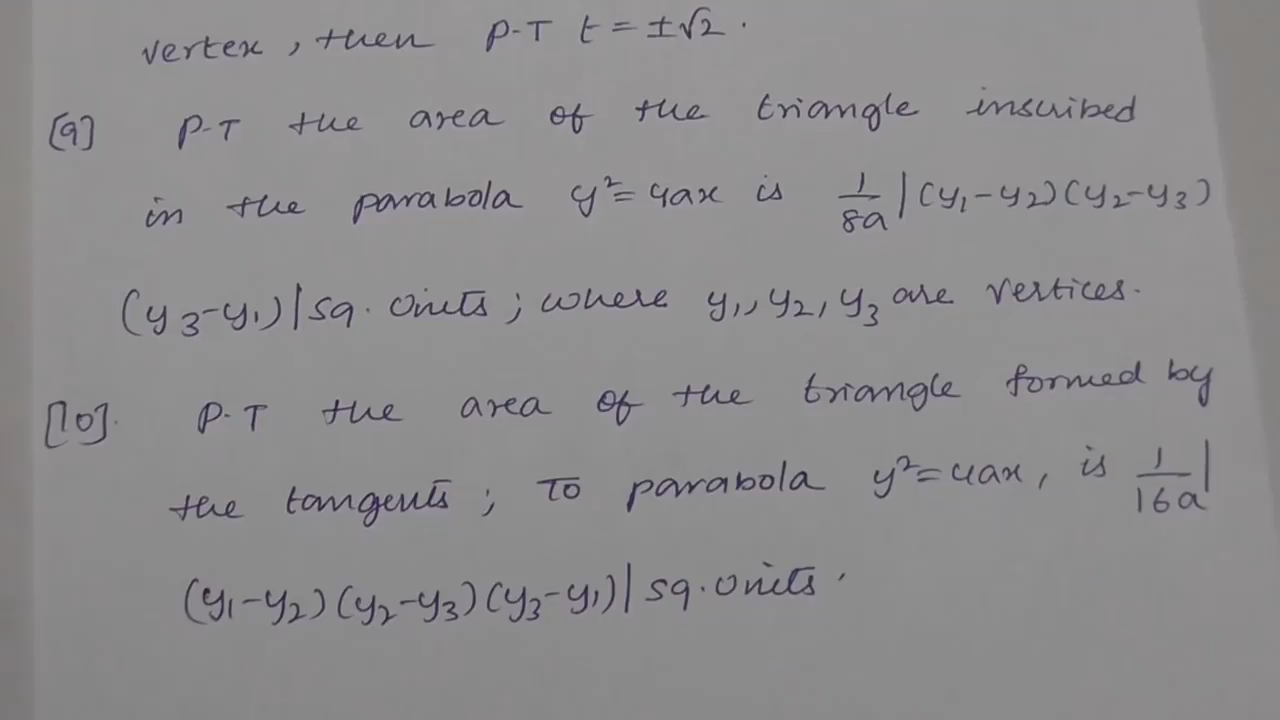 vertex, then P-T t = ±√2.
[9] P-T the area of the triangle inscribed
in the parabola y²=4ax is 1/8a |(y₁-y₂)(y₂-y₃)
(y₃-y₁)| sq. units; where y₁, y₂, y₃ are vertices.
[10]. P.T the area of the triangle formed by
the tangents; To parabola y²=4ax, is 1/16a |
(y₁-y₂)(y₂-y₃)(y₃-y₁)| sq. units.